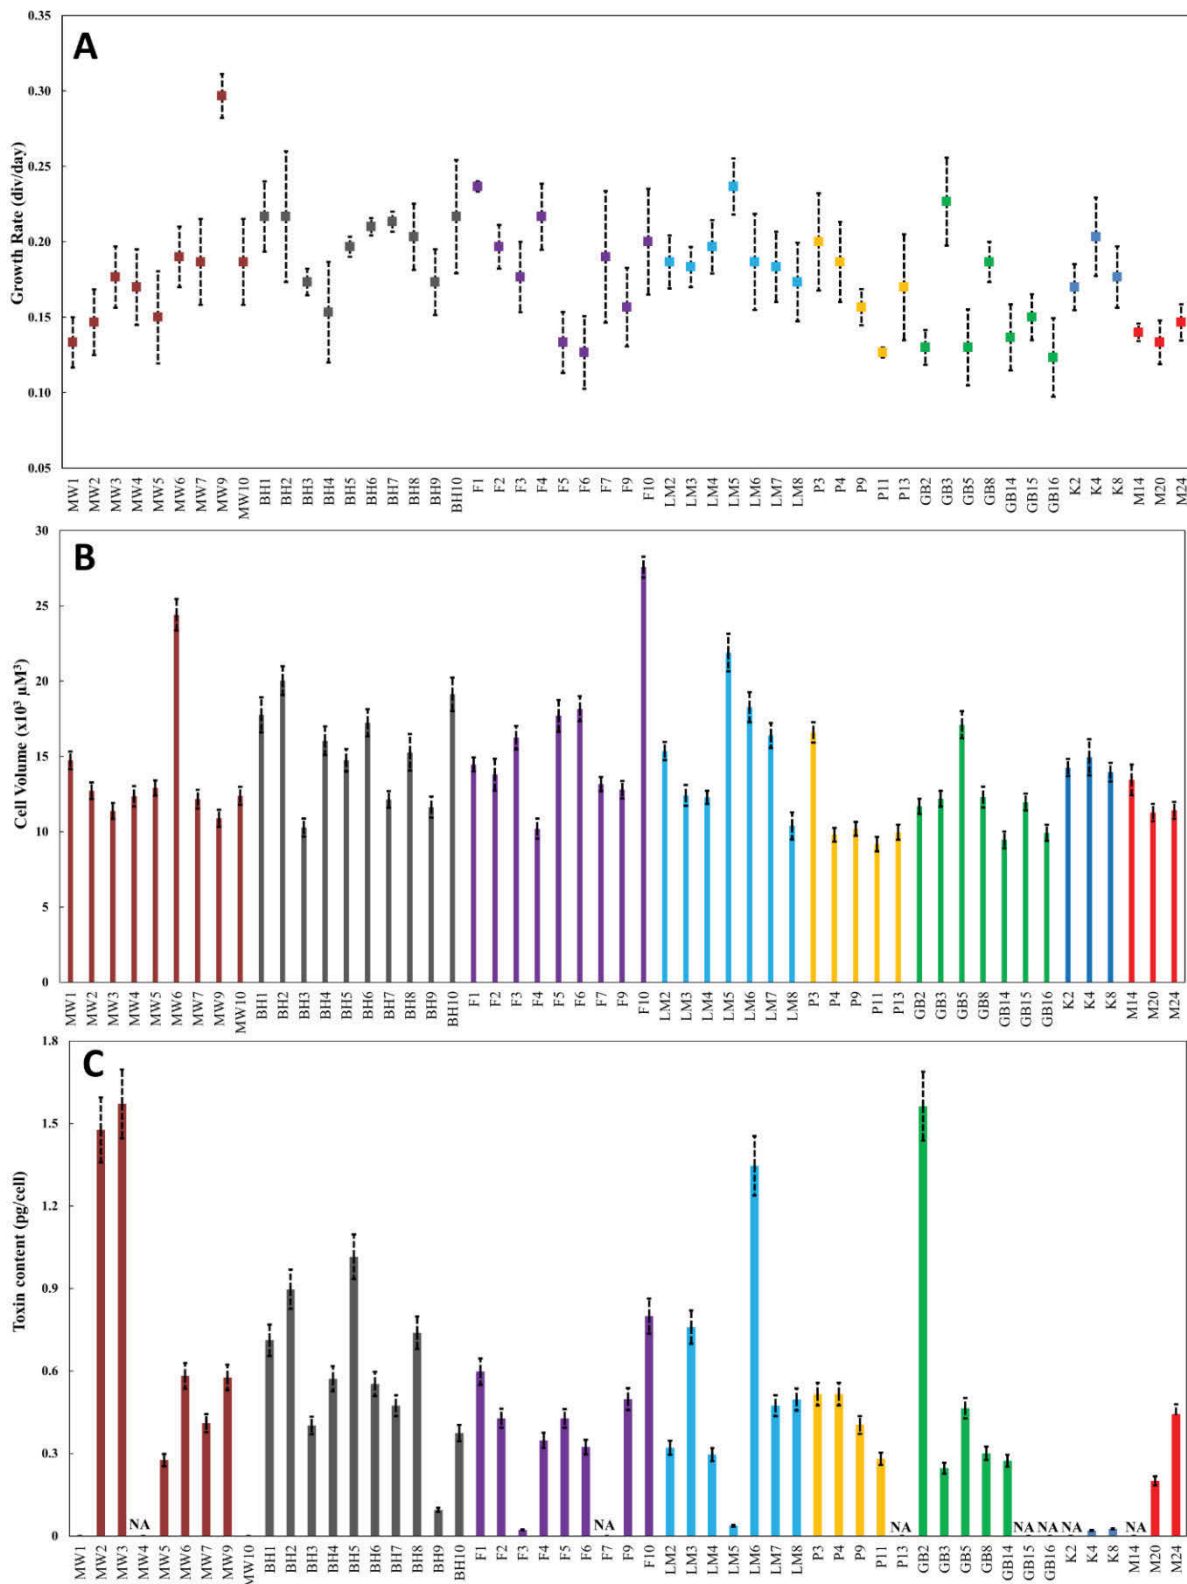 A
Growth Rate (div/day)
0.35
0.30
0.25
0.20
0.15
0.10
0.05
MW1 MW2 MW3 MW4 MW5 MW6 MW7 MW9 MW10 BH1 BH2 BH3 BH4 BH5 BH6 BH7 BH8 BH9 BH10 F1 F2 F3 F4 F5 F6 F7 F9 F10 LM2 LM3 LM4 LM5 LM6 LM7 LM8 P3 P4 P9 P11 P13 GB2 GB3 GB5 GB8 GB14 GB15 GB16 K2 K4 K8 M14 M20 M24
B
Cell Volume (x10³ µM³)
30
25
20
15
10
5
0
MW1 MW2 MW3 MW4 MW5 MW6 MW7 MW9 MW10 BH1 BH2 BH3 BH4 BH5 BH6 BH7 BH8 BH9 BH10 F1 F2 F3 F4 F5 F6 F7 F9 F10 LM2 LM3 LM4 LM5 LM6 LM7 LM8 P3 P4 P9 P11 P13 GB2 GB3 GB5 GB8 GB14 GB15 GB16 K2 K4 K8 M14 M20 M24
C
Toxin content (pg/cell)
1.8
1.5
1.2
0.9
0.6
0.3
0
NA NA NA NA NA NA NA
MW1 MW2 MW3 MW4 MW5 MW6 MW7 MW9 MW10 BH1 BH2 BH3 BH4 BH5 BH6 BH7 BH8 BH9 BH10 F1 F2 F3 F4 F5 F6 F7 F9 F10 LM2 LM3 LM4 LM5 LM6 LM7 LM8 P3 P4 P9 P11 P13 GB2 GB3 GB5 GB8 GB14 GB15 GB16 K2 K4 K8 M14 M20 M24